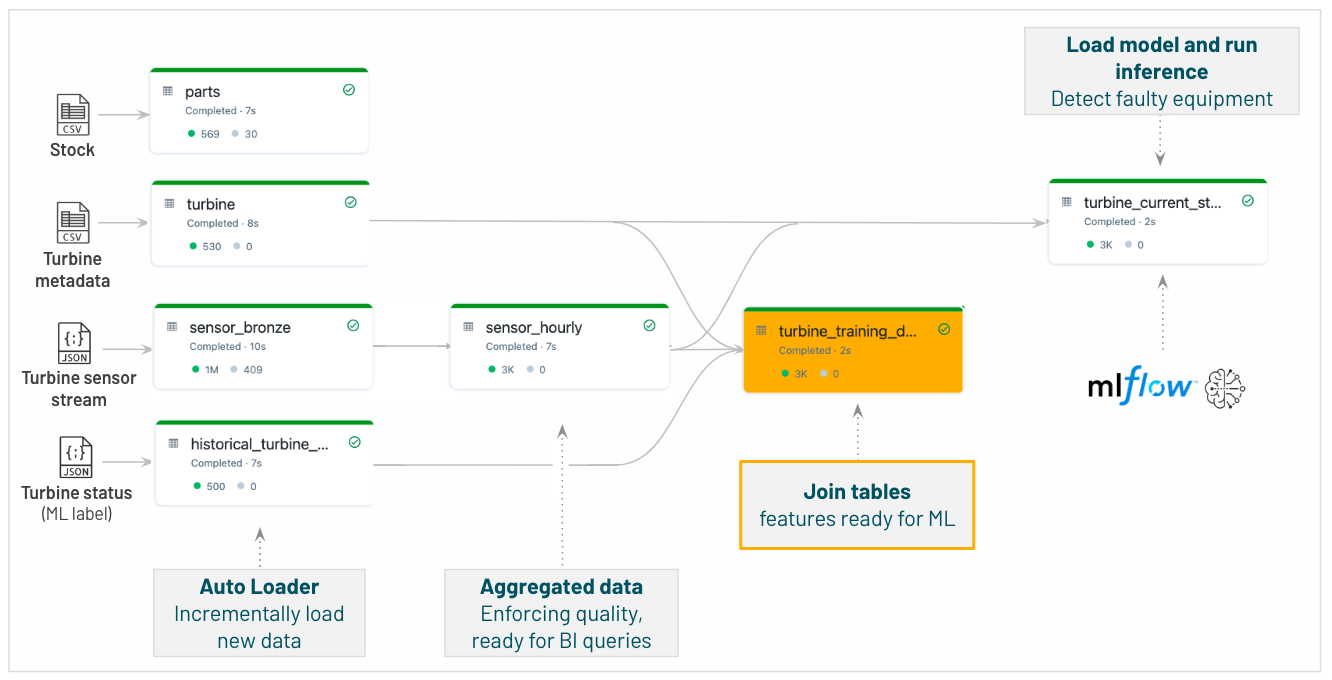 Load model and run
inference
Detect faulty equipment
CSV
Stock
parts
Completed · 7s
569 30
CSV
Turbine
metadata
turbine
Completed · 8s
530 0
turbine_current_st...
Completed · 2s
3K 0
{;}
JSON
Turbine sensor
stream
sensor_bronze
Completed · 10s
1M 409
sensor_hourly
Completed · 7s
3K 0
turbine_training_d...
Completed · 2s
3K 0
mlflow™
{;}
JSON
Turbine status
(ML label)
historical_turbine_...
Completed · 7s
500 0
Join tables
features ready for ML
Auto Loader
Incrementally load
new data
Aggregated data
Enforcing quality,
ready for BI queries